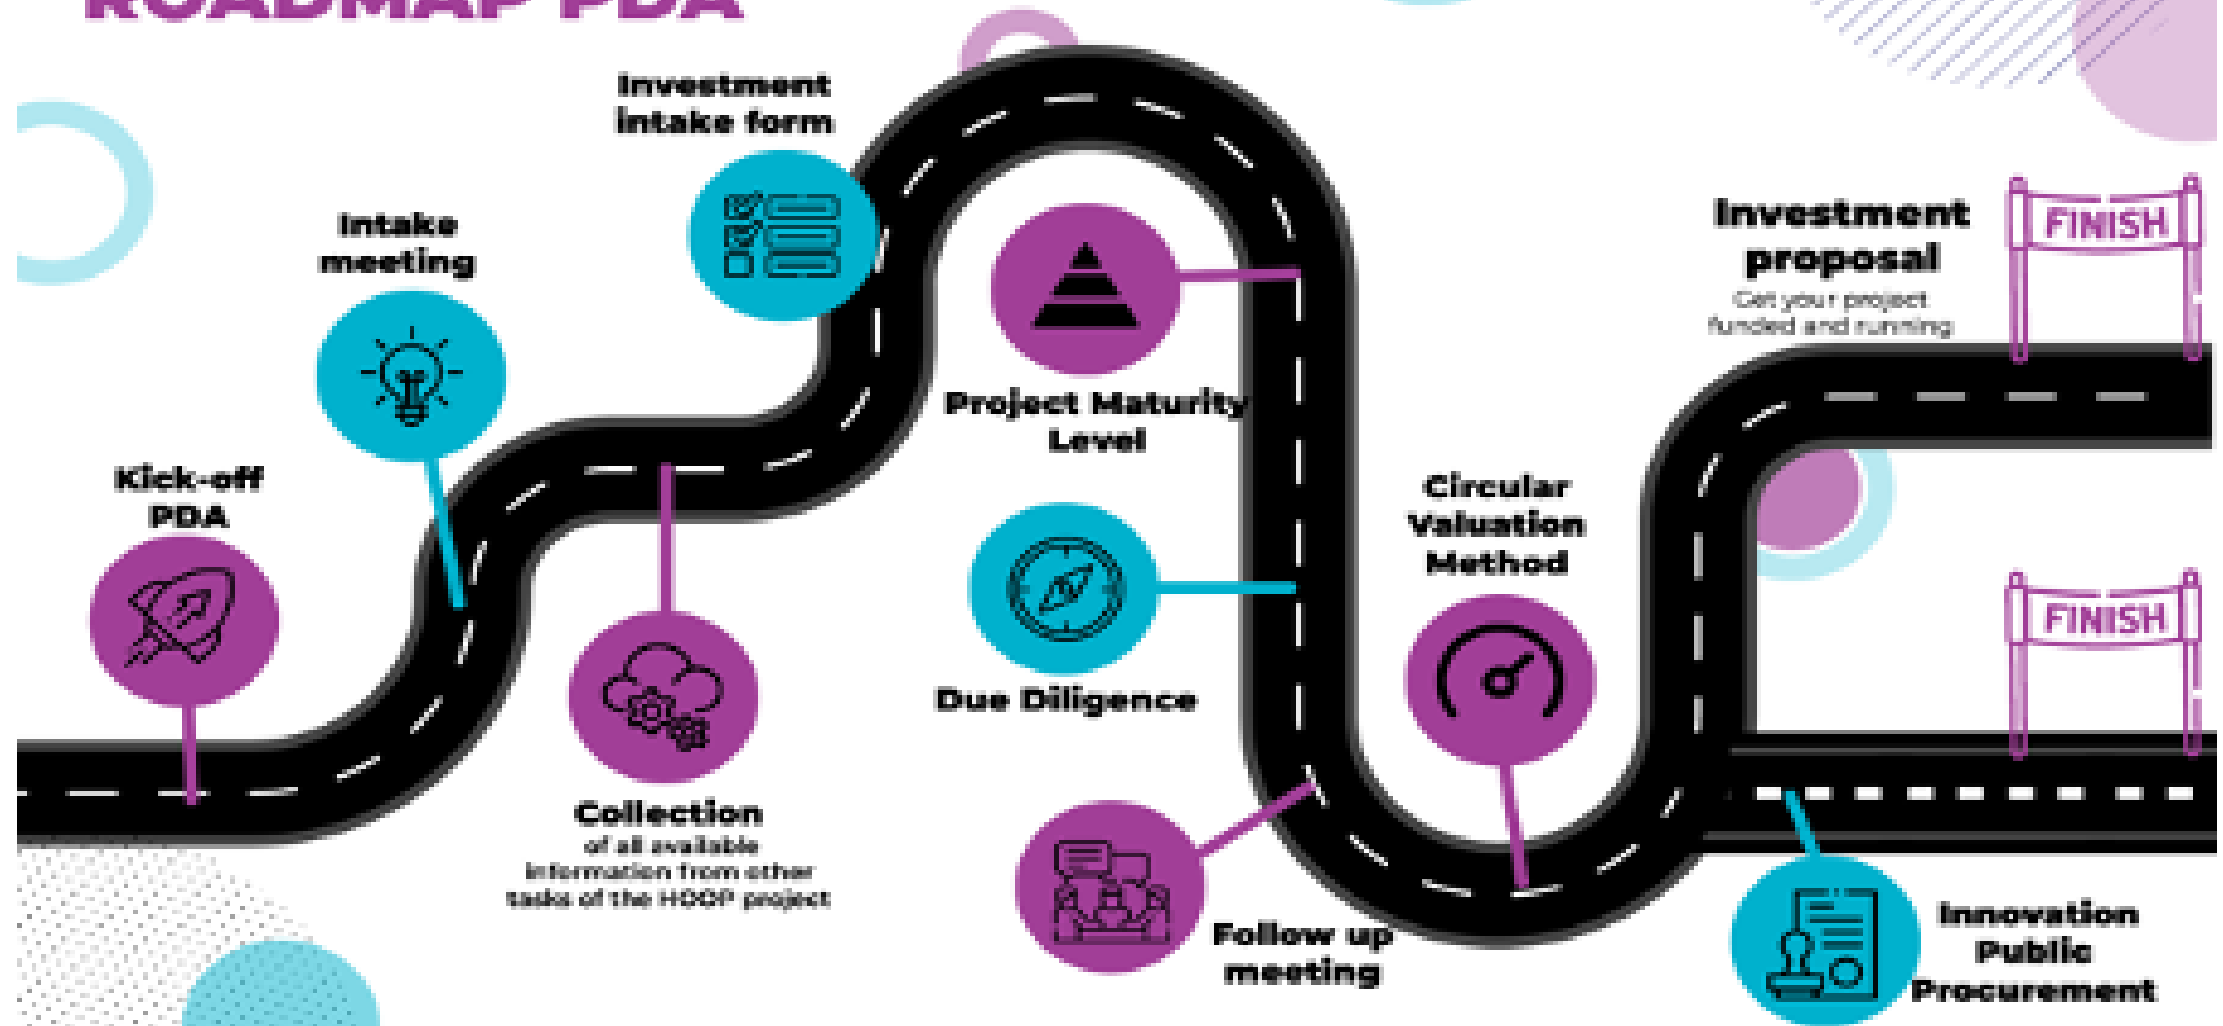 ROADMAP PDA
Kick-off
PDA
Intake
meeting
Collection
of all available
information from other
tasks of the HOOP project
Investment
intake form
Project Maturity
Level
Due Diligence
Follow up
meeting
Circular
Valuation
Method
Investment
proposal
Get your project
funded and running
FINISH
FINISH
Innovation
Public
Procurement